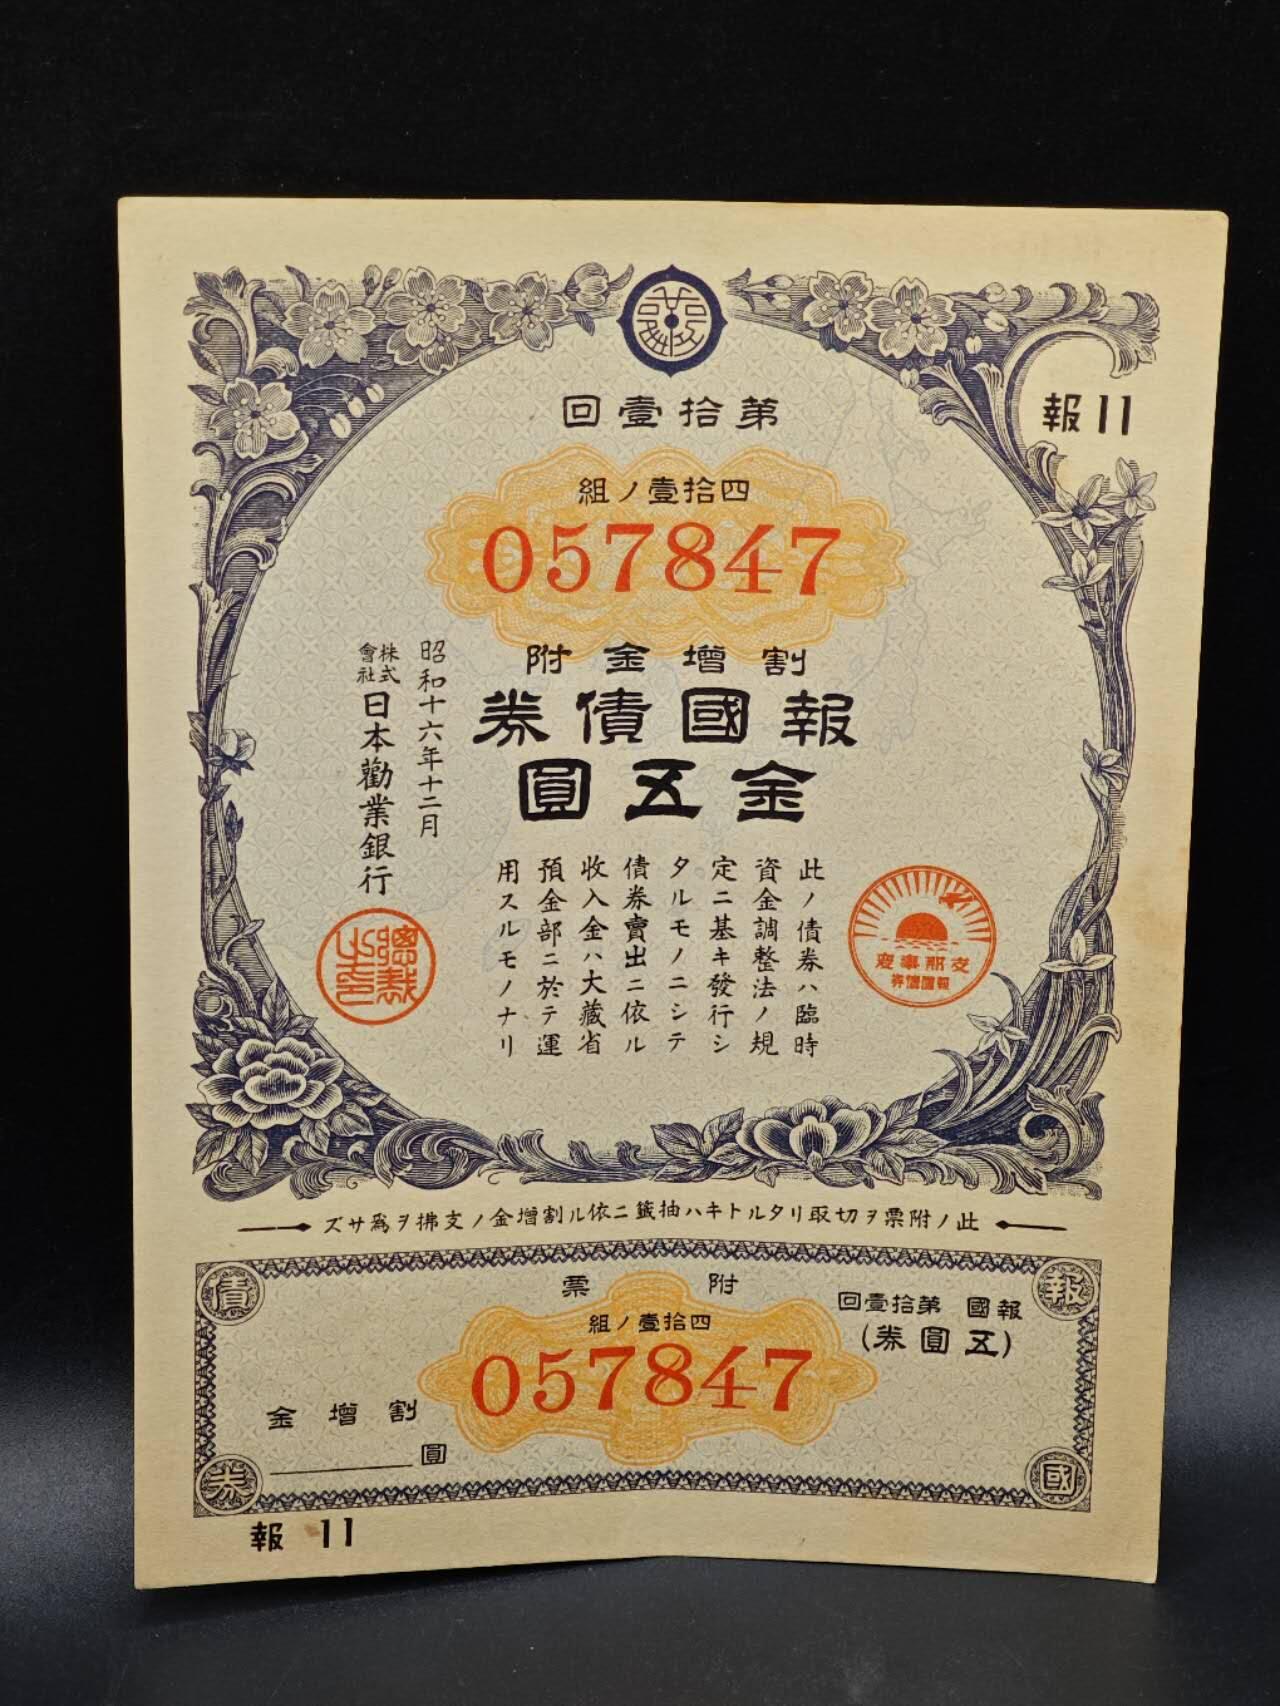 第拾壹回
報11
四拾壹ノ組
057847
割增金附
報國債券
金五圓
此ノ債券ハ臨時
資金調整法ノ規
定ニ基キ發行シ
タルモノニシテ
債券賣出ニ依ル
收入金ハ大藏省
預金部ニ於テ運
用スルモノナリ
昭和十六年十二月
株式會社日本勸業銀行
總裁之印
支那事變
報國債券
此ノ附票ヲ切取リタルトキハ抽籤ニ依ル割增金ノ支拂ヲ爲サズ
報國債券
附票
報國 第拾壹回
(五圓券)
四拾壹ノ組
057847
割增金
圓
報 11